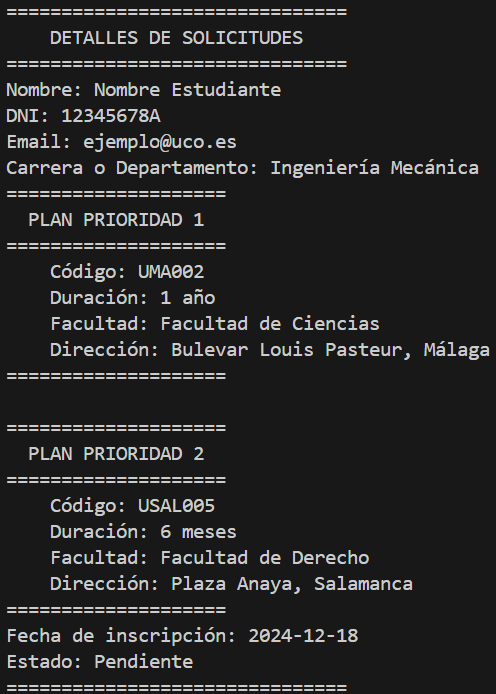 ===============================
    DETALLES DE SOLICITUDES
===============================
Nombre: Nombre Estudiante
DNI: 12345678A
Email: ejemplo@uco.es
Carrera o Departamento: Ingeniería Mecánica
====================
  PLAN PRIORIDAD 1
====================
    Código: UMA002
    Duración: 1 año
    Facultad: Facultad de Ciencias
    Dirección: Bulevar Louis Pasteur, Málaga
====================

====================
  PLAN PRIORIDAD 2
====================
    Código: USAL005
    Duración: 6 meses
    Facultad: Facultad de Derecho
    Dirección: Plaza Anaya, Salamanca
====================
Fecha de inscripción: 2024-12-18
Estado: Pendiente
===============================